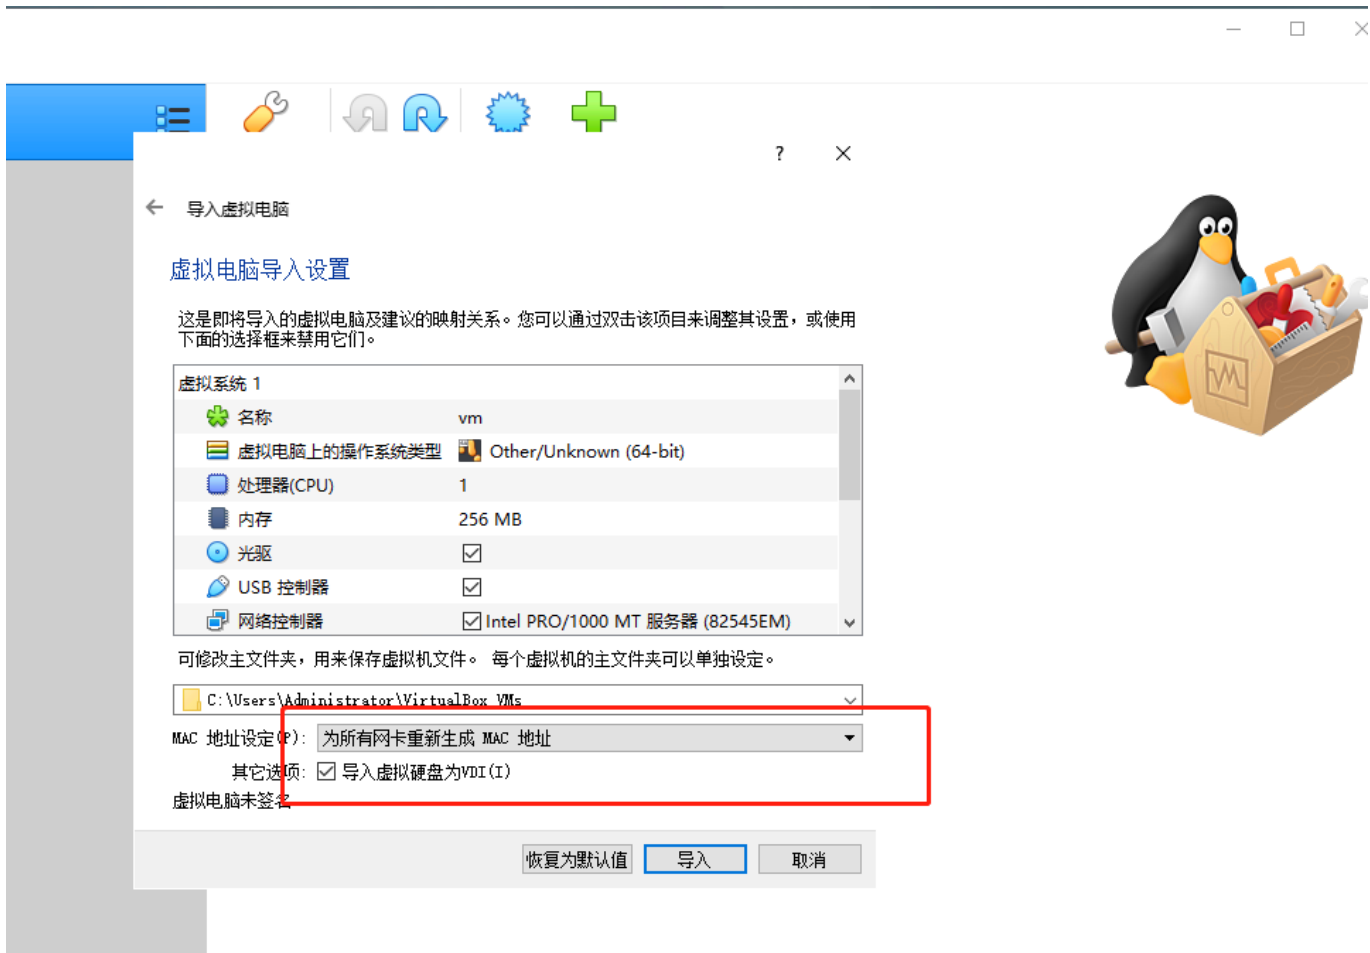 ?
导入虚拟电脑
虚拟电脑导入设置
这是即将导入的虚拟电脑及建议的映射关系。您可以通过双击该项目来调整其设置，或使用
下面的选择框来禁用它们。
虚拟系统 1
名称 vm
虚拟电脑上的操作系统类型 Other/Unknown (64-bit)
处理器(CPU) 1
内存 256 MB
光驱
USB 控制器
网络控制器 Intel PRO/1000 MT 服务器 (82545EM)
可修改主文件夹，用来保存虚拟机文件。 每个虚拟机的主文件夹可以单独设定。
C:\Users\Administrator\VirtualBox VMs
MAC 地址设定(P): 为所有网卡重新生成 MAC 地址
其它选项: 导入虚拟硬盘为VDI(I)
虚拟电脑未签名
恢复为默认值 导入 取消